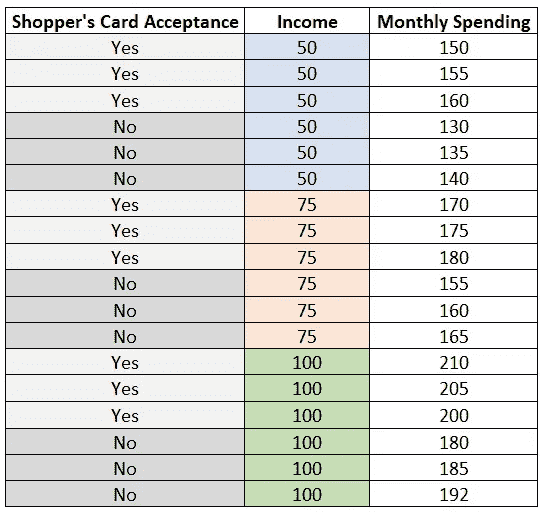 Shopper's Card Acceptance Income Monthly Spending
Yes 50 150
Yes 50 155
Yes 50 160
No 50 130
No 50 135
No 50 140
Yes 75 170
Yes 75 175
Yes 75 180
No 75 155
No 75 160
No 75 165
Yes 100 210
Yes 100 205
Yes 100 200
No 100 180
No 100 185
No 100 192